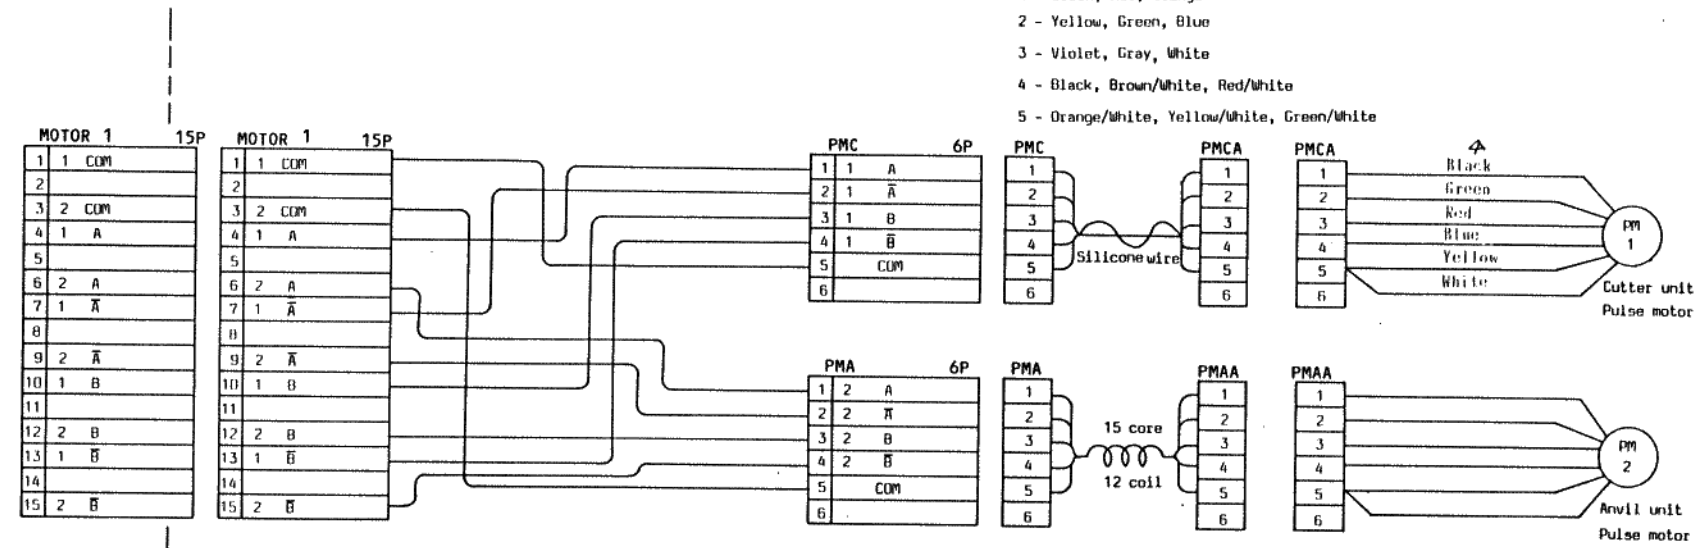 2 - Yellow, Green, Blue
3 - Violet, Gray, White
4 - Black, Brown/White, Red/White
5 - Orange/White, Yellow/White, Green/White
MOTOR 1 15P
1 1 COM
2
3 2 COM
4 1 A
5
6 2 A
7 1 A̅
8
9 2 A̅
10 1 B
11
12 2 B
13 1 B̅
14
15 2 B̅
MOTOR 1 15P
1 1 COM
2
3 2 COM
4 1 A
5
6 2 A
7 1 A̅
8
9 2 A̅
10 1 B
11
12 2 B
13 1 B̅
14
15 2 B̅
PMC 6P
1 1 A
2 1 A̅
3 1 B
4 1 B̅
5 COM
6
PMC
1
2
3
4
5
6
Silicone wire
PMCA
1
2
3
4
5
6
PMCA
1
2
3
4
5
6
Black
Green
Red
Blue
Yellow
White
PM
1
Cutter unit
Pulse motor
PMA 6P
1 2 A
2 2 A̅
3 2 B
4 2 B̅
5 COM
6
PMA
1
2
3
4
5
6
15 core
12 coil
PMAA
1
2
3
4
5
6
PMAA
1
2
3
4
5
6
PM
2
Anvil unit
Pulse motor